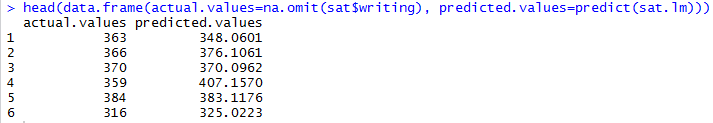 > head(data.frame(actual.values=na.omit(sat$writing), predicted.values=predict(sat.lm)))
  actual.values predicted.values
1           363         348.0601
2           366         376.1061
3           370         370.0962
4           359         407.1570
5           384         383.1176
6           316         325.0223